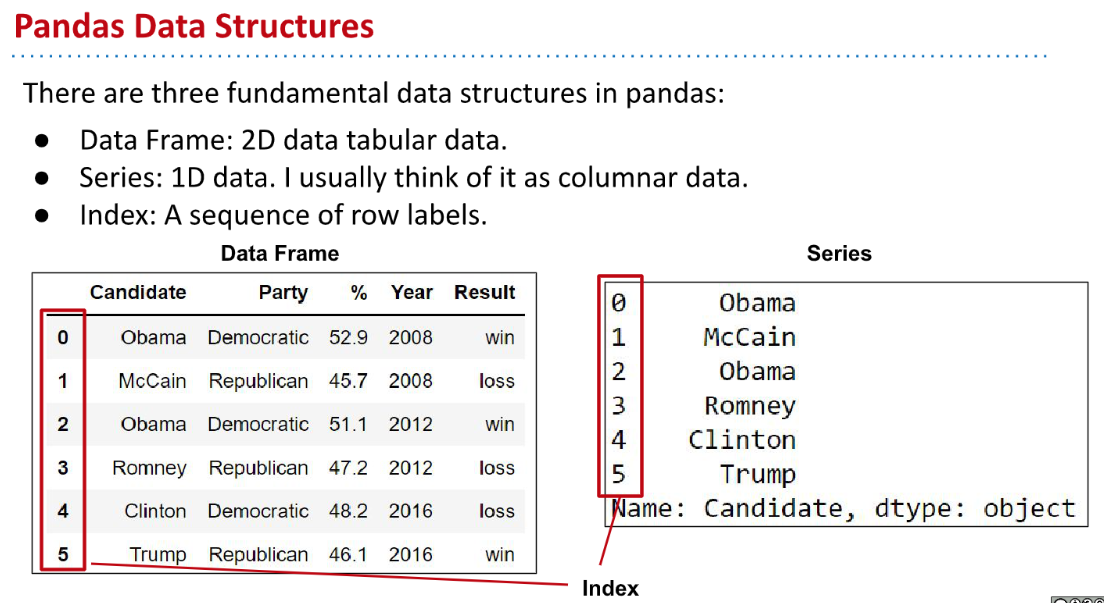 Pandas Data Structures
There are three fundamental data structures in pandas:
● Data Frame: 2D data tabular data.
● Series: 1D data. I usually think of it as columnar data.
● Index: A sequence of row labels.
Data Frame
Candidate Party % Year Result
0 Obama Democratic 52.9 2008 win
1 McCain Republican 45.7 2008 loss
2 Obama Democratic 51.1 2012 win
3 Romney Republican 47.2 2012 loss
4 Clinton Democratic 48.2 2016 loss
5 Trump Republican 46.1 2016 win
Series
0 Obama
1 McCain
2 Obama
3 Romney
4 Clinton
5 Trump
Name: Candidate, dtype: object
Index